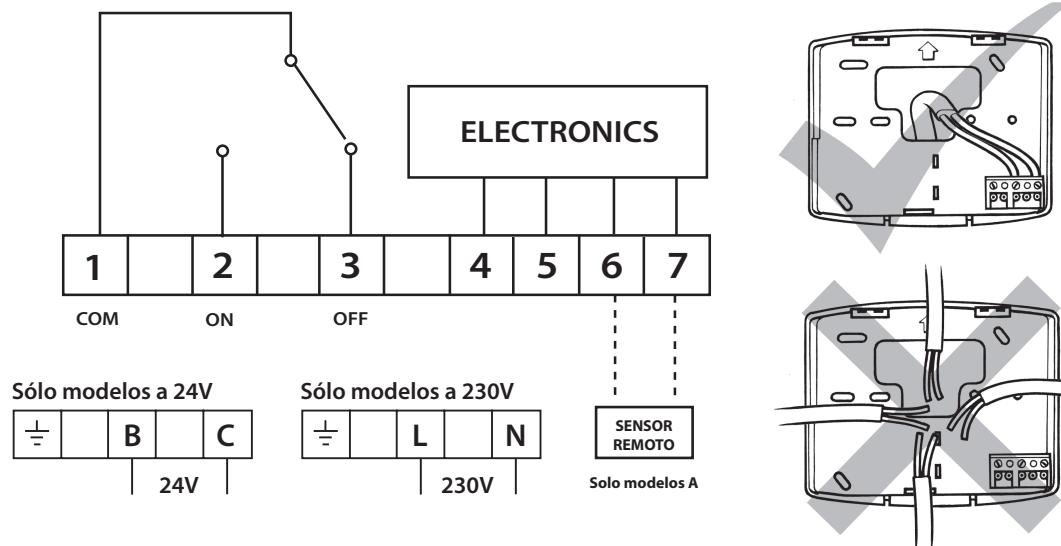 ELECTRONICS
1 2 3 4 5 6 7
COM ON OFF
Sólo modelos a 24V
B C
24V
Sólo modelos a 230V
L N
230V
SENSOR
REMOTO
Solo modelos A